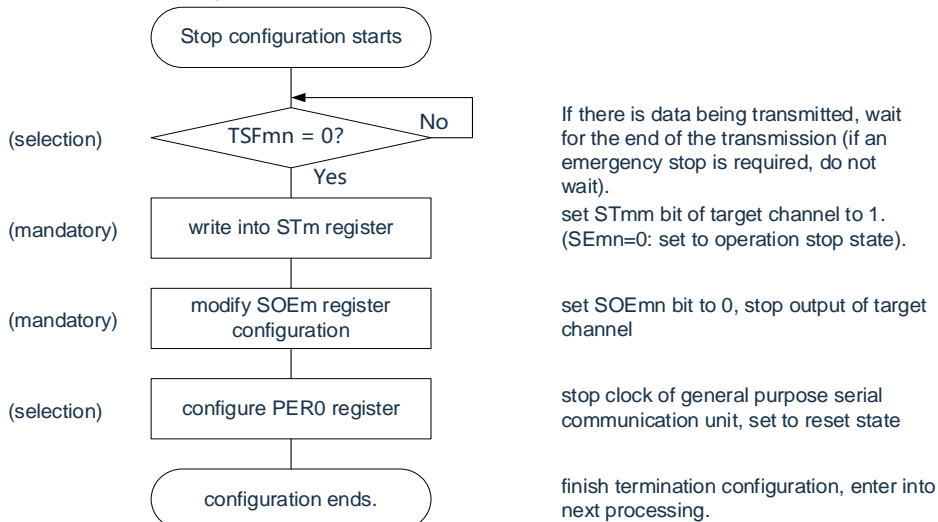 Stop configuration starts
(selection)
TSFmn = 0?
No
Yes
If there is data being transmitted, wait
for the end of the transmission (if an
emergency stop is required, do not
wait).
(mandatory)
write into STm register
set STmm bit of target channel to 1.
(SEmn=0: set to operation stop state).
(mandatory)
modify SOEm register
configuration
set SOEmn bit to 0, stop output of target
channel
(selection)
configure PER0 register
stop clock of general purpose serial
communication unit, set to reset state
configuration ends.
finish termination configuration, enter into
next processing.